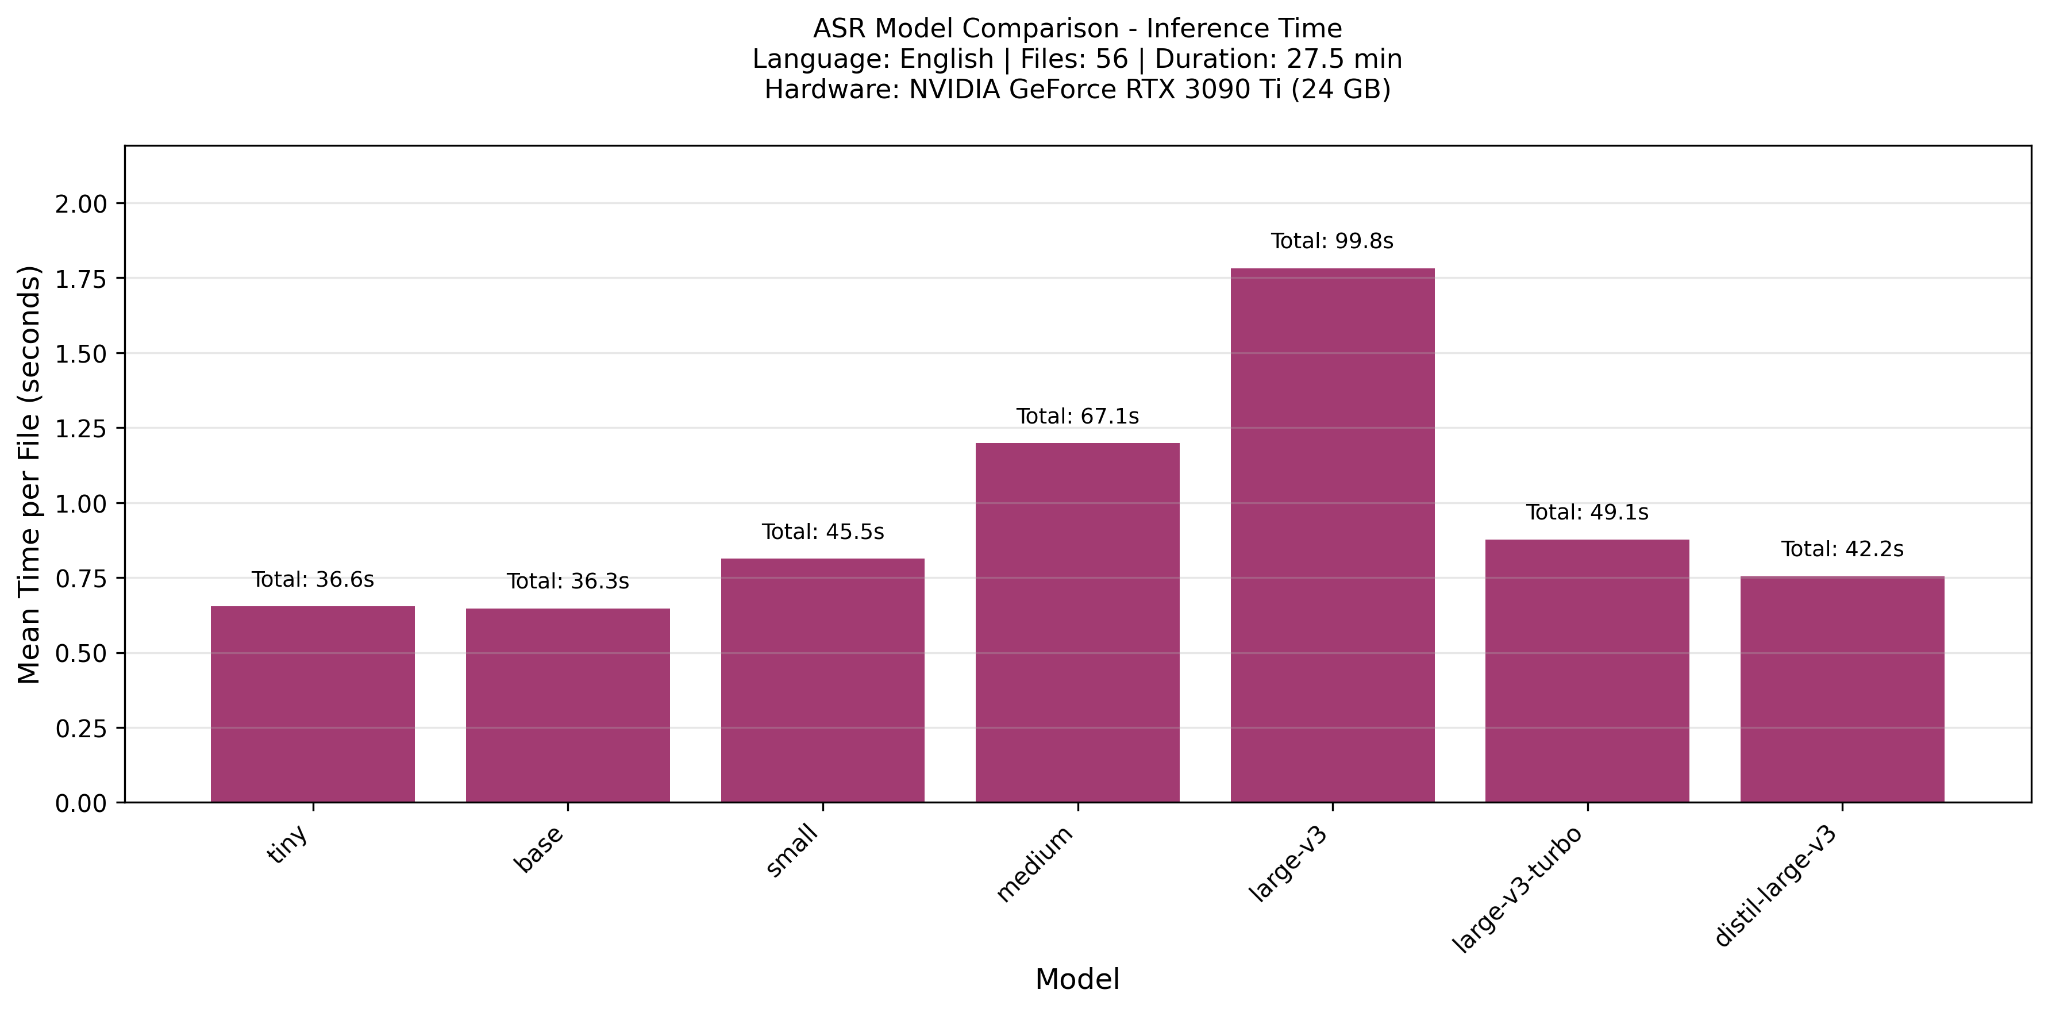 ASR Model Comparison - Inference Time
Language: English | Files: 56 | Duration: 27.5 min
Hardware: NVIDIA GeForce RTX 3090 Ti (24 GB)
Mean Time per File (seconds)
2.00
1.75
1.50
1.25
1.00
0.75
0.50
0.25
0.00
Total: 36.6s
Total: 36.3s
Total: 45.5s
Total: 67.1s
Total: 99.8s
Total: 49.1s
Total: 42.2s
tiny
base
small
medium
large-v3
large-v3-turbo
distil-large-v3
Model